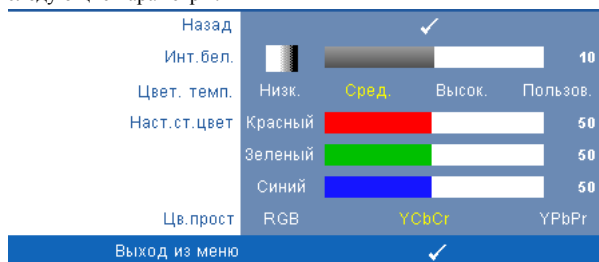 Назад ✓
Инт.бел. 10
Цвет. темп. Низк. Сред. Высок. Пользов.
Наст.ст.цвет Красный 50
Зеленый 50
Синий 50
Цв.прост RGB YCbCr YPbPr
Выход из меню ✓